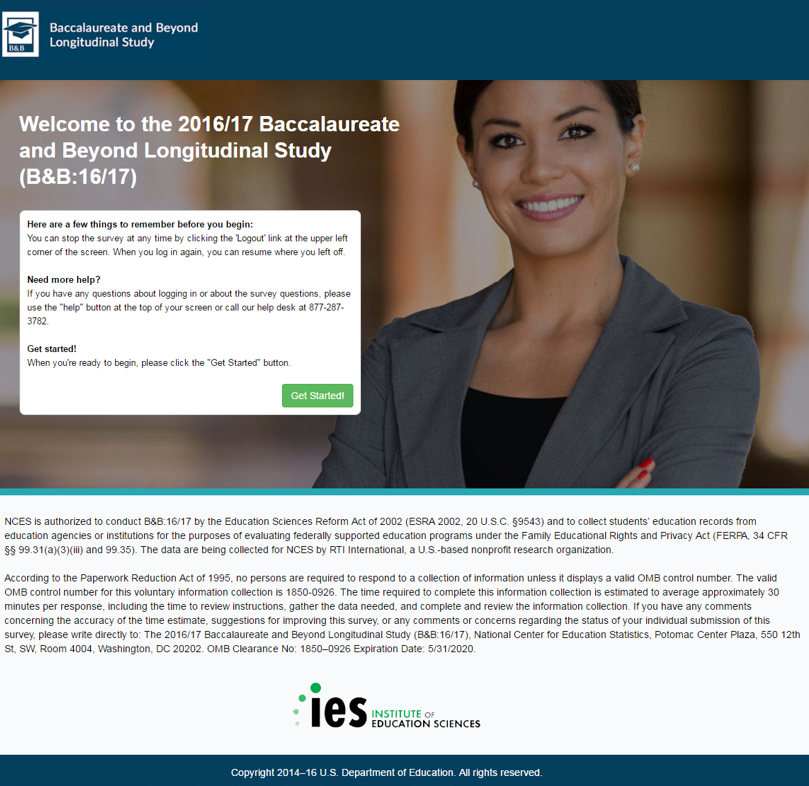 B&B
Baccalaureate and Beyond
Longitudinal Study
Welcome to the 2016/17 Baccalaureate
and Beyond Longitudinal Study
(B&B:16/17)
Here are a few things to remember before you begin:
You can stop the survey at any time by clicking the 'Logout' link at the upper left
corner of the screen. When you log in again, you can resume where you left off.
Need more help?
If you have any questions about logging in or about the survey questions, please
use the "help" button at the top of your screen or call our help desk at 877-287-
3782.
Get started!
When you're ready to begin, please click the "Get Started" button.
Get Started!
NCES is authorized to conduct B&B:16/17 by the Education Sciences Reform Act of 2002 (ESRA 2002, 20 U.S.C. §9543) and to collect students' education records from
education agencies or institutions for the purposes of evaluating federally supported education programs under the Family Educational Rights and Privacy Act (FERPA, 34 CFR
§§ 99.31(a)(3)(iii) and 99.35). The data are being collected for NCES by RTI International, a U.S.-based nonprofit research organization.
According to the Paperwork Reduction Act of 1995, no persons are required to respond to a collection of information unless it displays a valid OMB control number. The valid
OMB control number for this voluntary information collection is 1850-0926. The time required to complete this information collection is estimated to average approximately 30
minutes per response, including the time to review instructions, gather the data needed, and complete and review the information collection. If you have any comments
concerning the accuracy of the time estimate, suggestions for improving this survey, or any comments or concerns regarding the status of your individual submission of this
survey, please write directly to: The 2016/17 Baccalaureate and Beyond Longitudinal Study (B&B:16/17), National Center for Education Statistics, Potomac Center Plaza, 550 12th
St, SW, Room 4004, Washington, DC 20202. OMB Clearance No: 1850–0926 Expiration Date: 5/31/2020.
ies INSTITUTE OF
EDUCATION SCIENCES
Copyright 2014–16 U.S. Department of Education. All rights reserved.